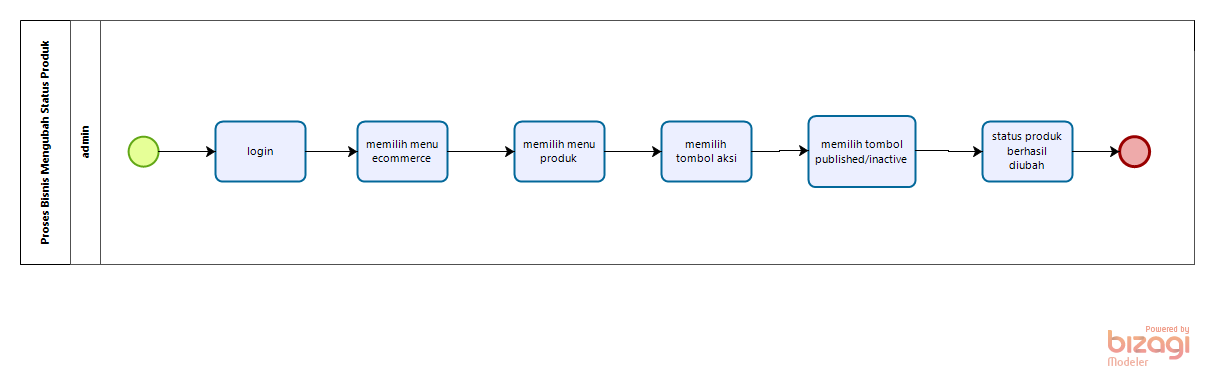 Proses Bisnis Mengubah Status Produk
admin
login
memilih menu
ecommerce
memilih menu
produk
memilih
tombol aksi
memilih tombol
published/inactive
status produk
berhasil
diubah
Powered by
bizagi
Modeler